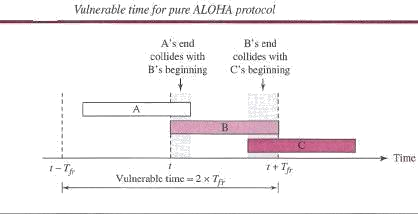 Vulnerable time for pure ALOHA protocol
A's end
collides with
B's beginning
B's end
collides with
C's beginning
A
B
C
t – Tfr
t
t + Tfr
Time
Vulnerable time = 2 × Tfr